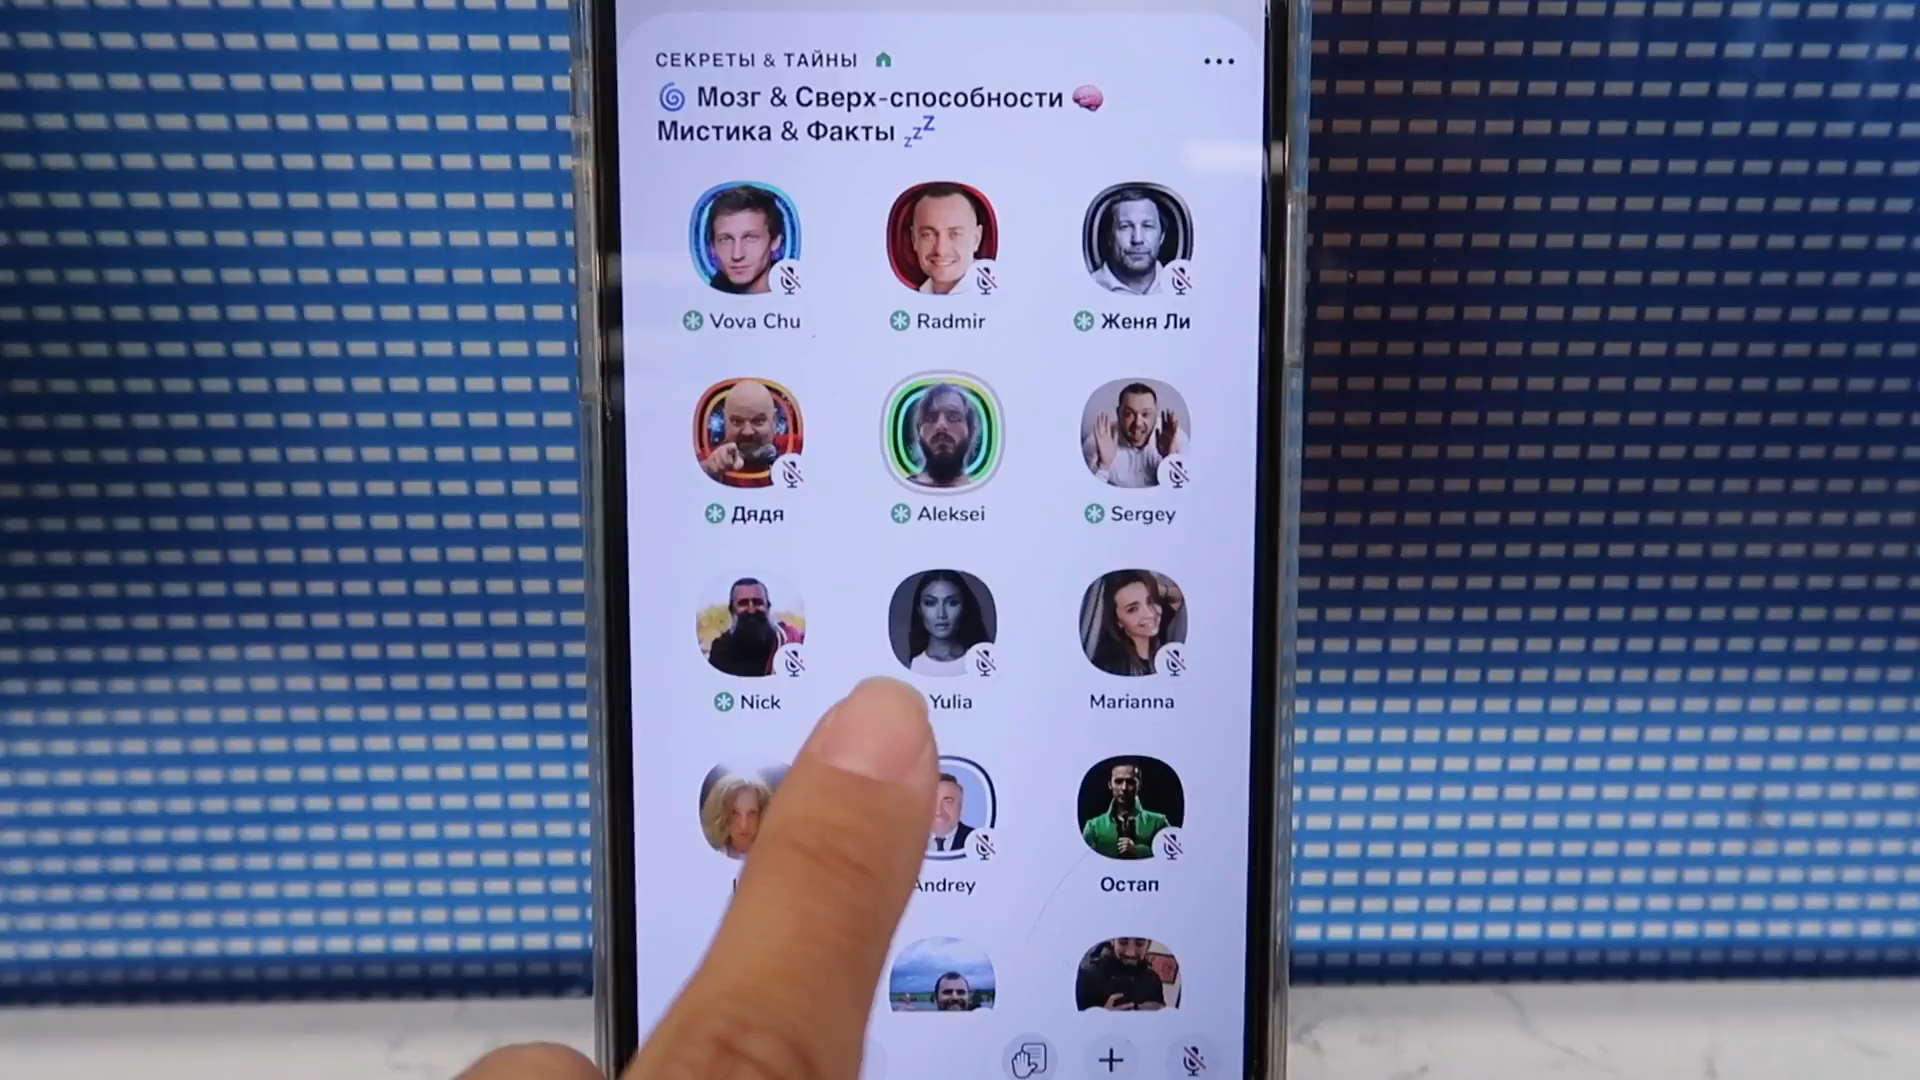 СЕКРЕТЫ & ТАЙНЫ
Мозг & Сверх-способности
Мистика & Факты zzZ
Vova Chu
Radmir
Женя Ли
Дядя
Aleksei
Sergey
Nick
Yulia
Marianna
Andrey
Остап